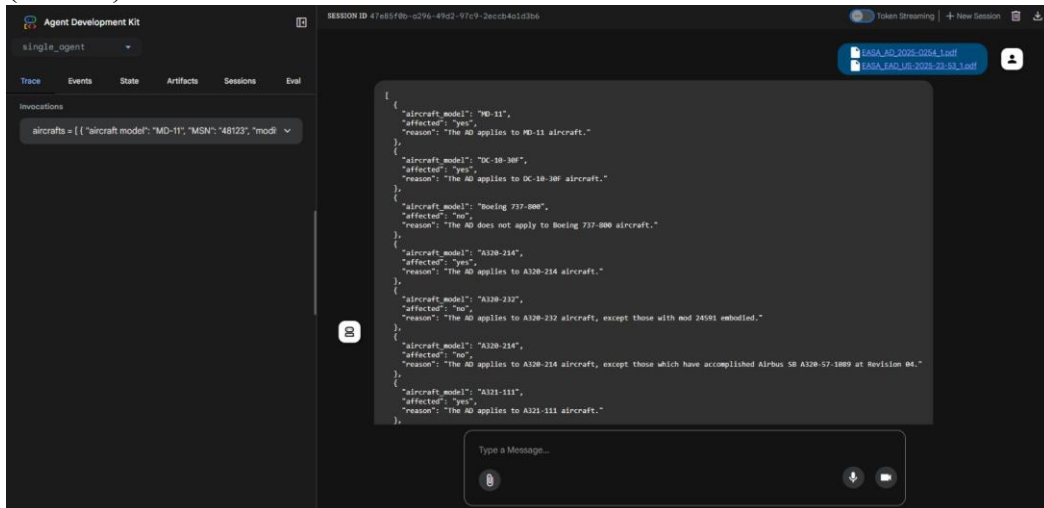 Agent Development Kit
single_agent
Trace Events State Artifacts Sessions Eval
Invocations
aircrafts = [ { "aircraft model": "MD-11", "MSN": "48123", "modi
SESSION ID 47e85f0b-a296-49d2-97c9-2eccb4a1d3b6
Token Streaming
+ New Session
EASA_AD_2025-0254_1.pdf
EASA_EAD_US-2025-23-53_1.pdf
[
{
"aircraft_model": "MD-11",
"affected": "yes",
"reason": "The AD applies to MD-11 aircraft."
},
{
"aircraft_model": "DC-10-30F",
"affected": "yes",
"reason": "The AD applies to DC-10-30F aircraft."
},
{
"aircraft_model": "Boeing 737-800",
"affected": "no",
"reason": "The AD does not apply to Boeing 737-800 aircraft."
},
{
"aircraft_model": "A320-214",
"affected": "yes",
"reason": "The AD applies to A320-214 aircraft."
},
{
"aircraft_model": "A320-232",
"affected": "no",
"reason": "The AD applies to A320-232 aircraft, except those with mod 24591 embodied."
},
{
"aircraft_model": "A320-214",
"affected": "no",
"reason": "The AD applies to A320-214 aircraft, except those which have accomplished Airbus SB A320-57-1089 at Revision 04."
},
{
"aircraft_model": "A321-111",
"affected": "yes",
"reason": "The AD applies to A321-111 aircraft."
},
Type a Message...